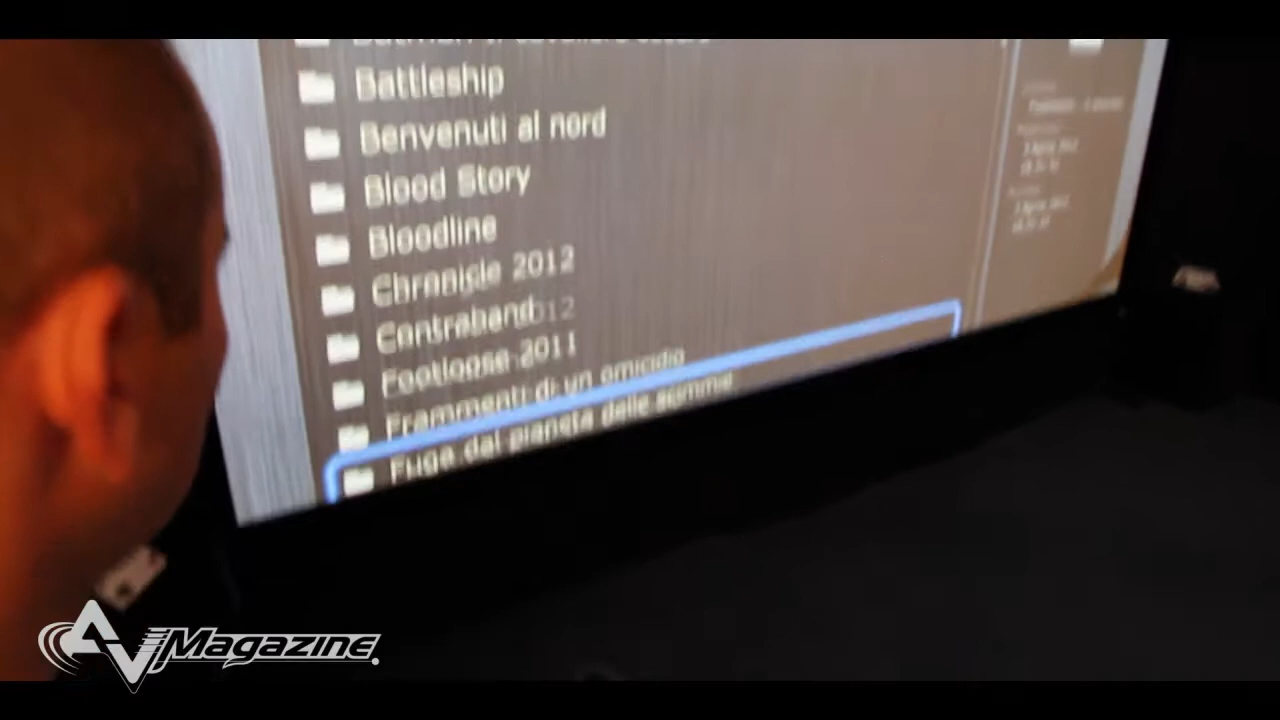 Battleship
Benvenuti al nord
Blood Story
Bloodline
Chronicle 2012
Contraband
Footloose 2011
Frammenti di un omicidio
Fuga dal pianeta delle scimmie
AV Magazine